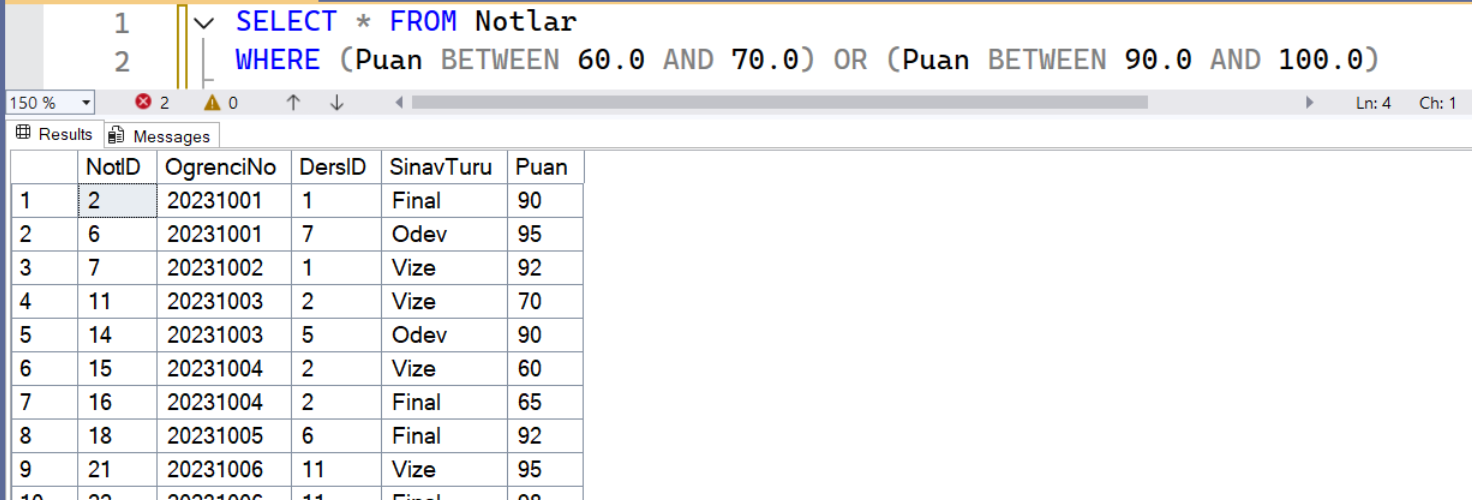 1 SELECT * FROM Notlar
2 WHERE (Puan BETWEEN 60.0 AND 70.0) OR (Puan BETWEEN 90.0 AND 100.0)
150 % 2 0 Ln: 4 Ch: 1
Results Messages
NotID OgrenciNo DersID SinavTuru Puan
1 2 20231001 1 Final 90
2 6 20231001 7 Odev 95
3 7 20231002 1 Vize 92
4 11 20231003 2 Vize 70
5 14 20231003 5 Odev 90
6 15 20231004 2 Vize 60
7 16 20231004 2 Final 65
8 18 20231005 6 Final 92
9 21 20231006 11 Vize 95